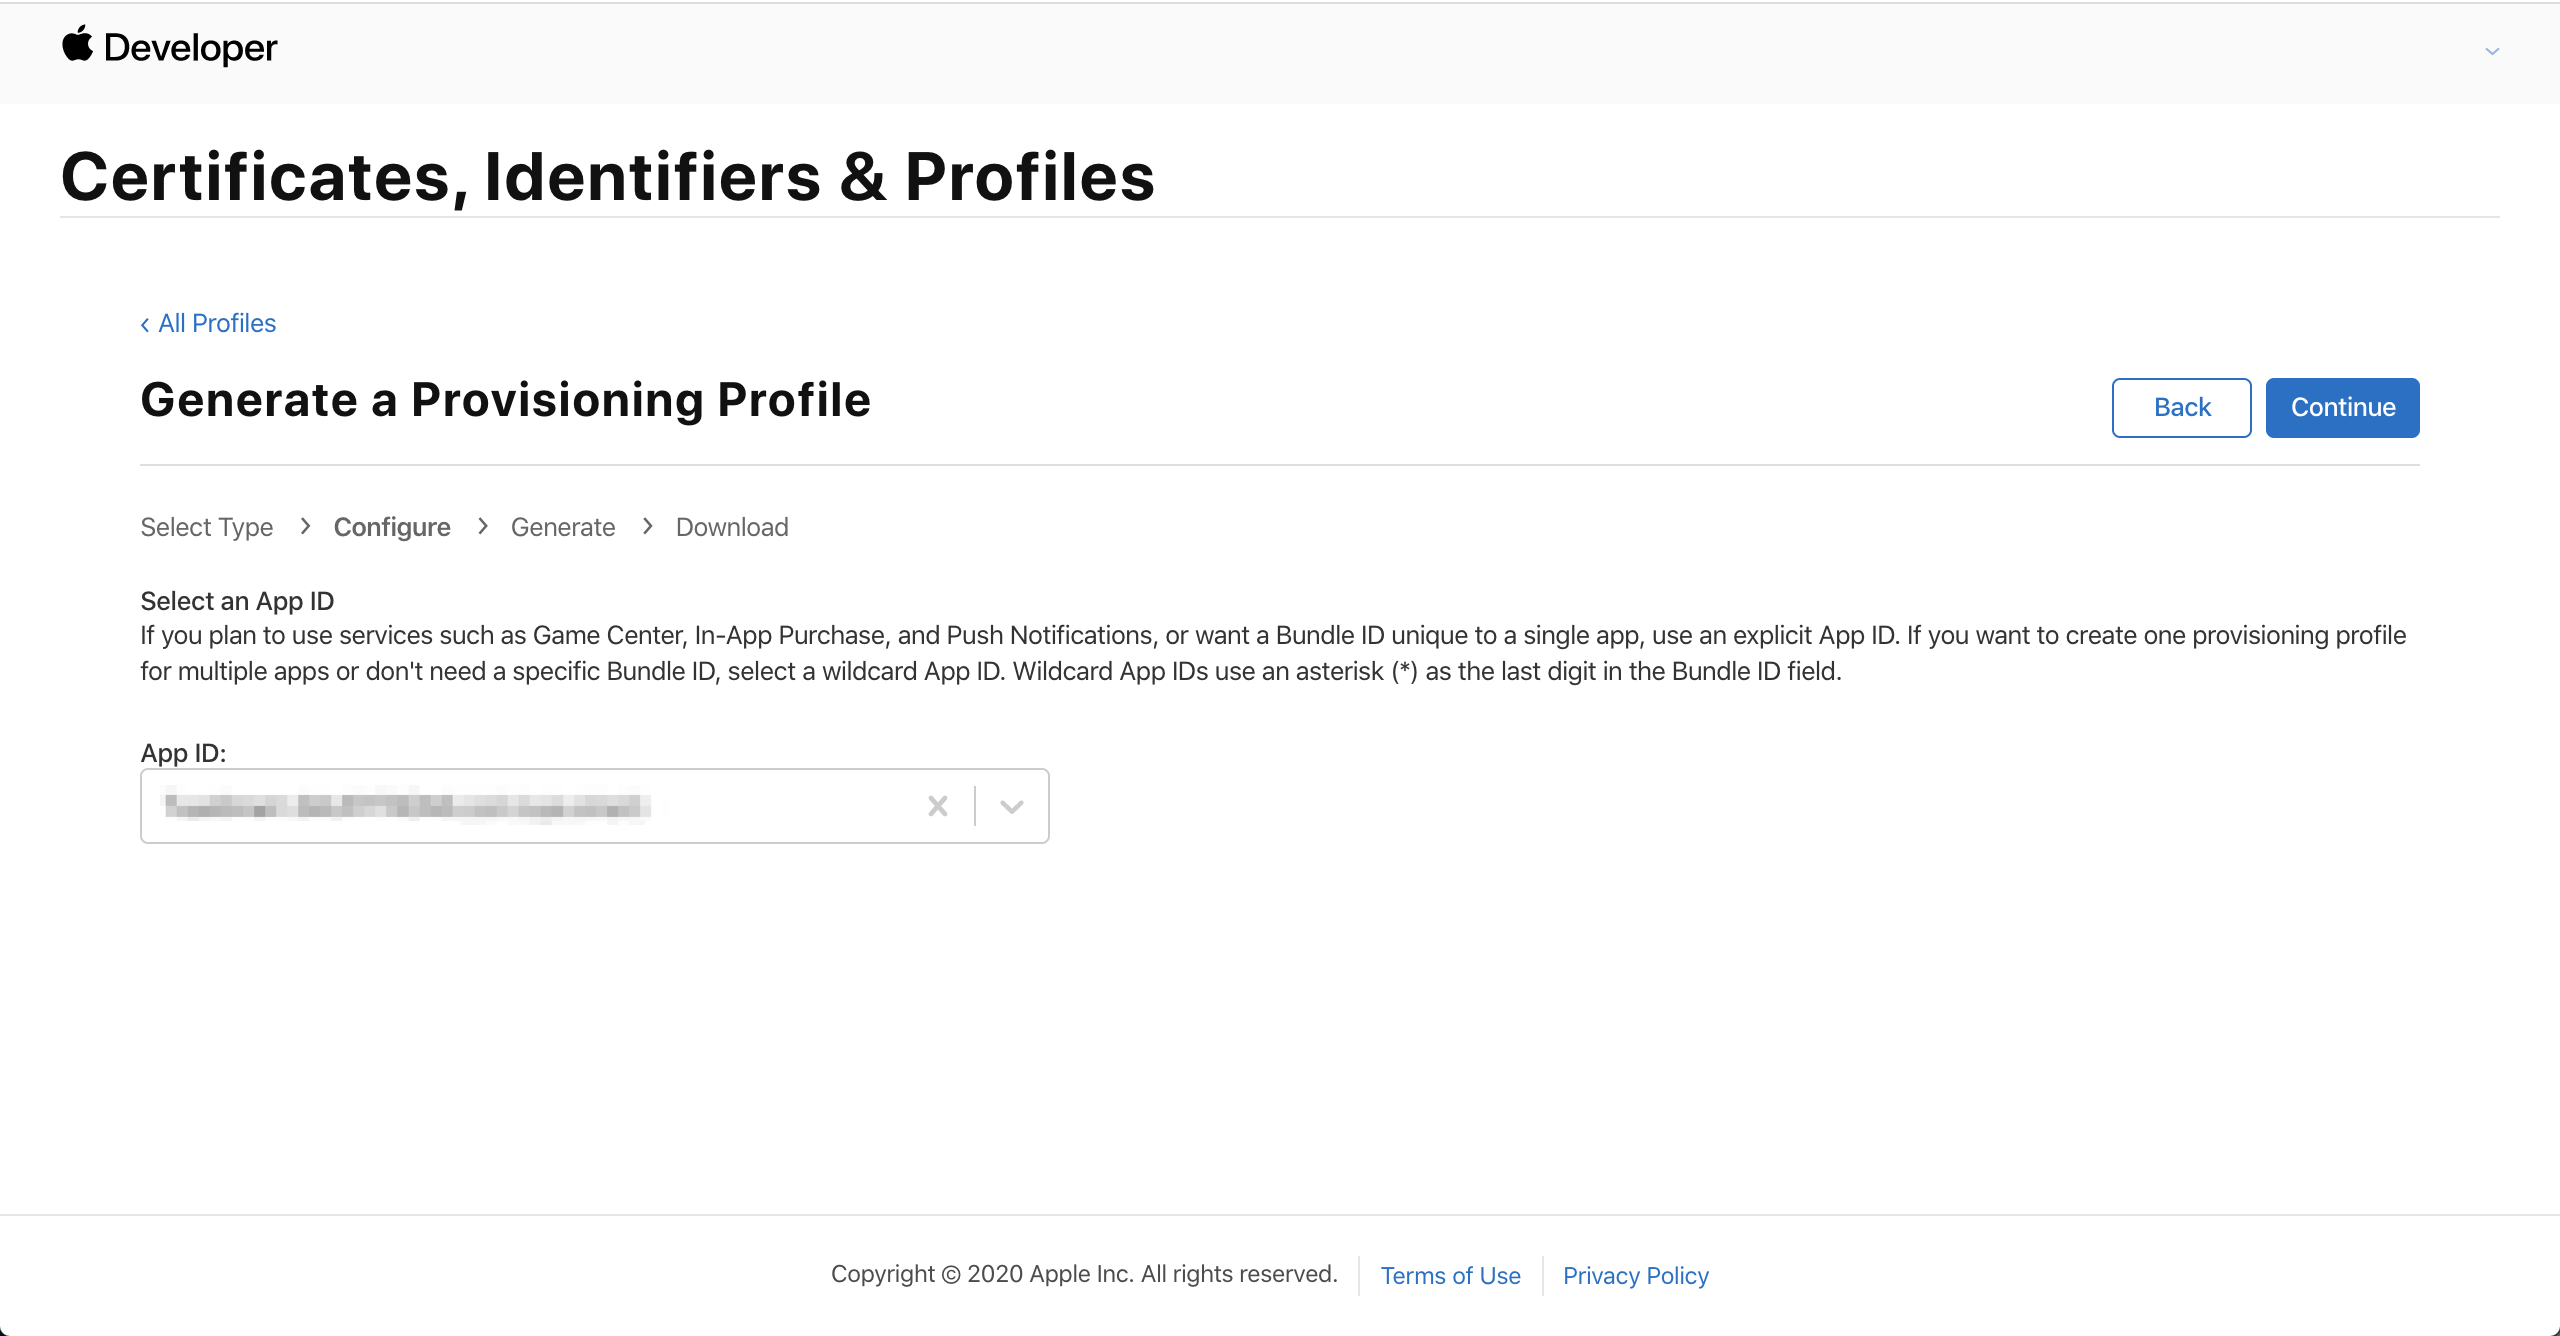 Developer
Certificates, Identifiers & Profiles
‹ All Profiles
Generate a Provisioning Profile
Back
Continue
Select Type > Configure > Generate > Download
Select an App ID
If you plan to use services such as Game Center, In-App Purchase, and Push Notifications, or want a Bundle ID unique to a single app, use an explicit App ID. If you want to create one provisioning profile
for multiple apps or don't need a specific Bundle ID, select a wildcard App ID. Wildcard App IDs use an asterisk (*) as the last digit in the Bundle ID field.
App ID:
Copyright © 2020 Apple Inc. All rights reserved.
Terms of Use
Privacy Policy